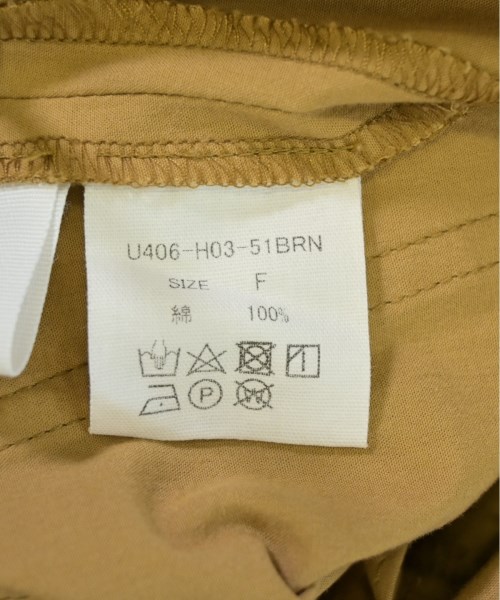 U406-H03-51BRN
SIZE F
綿 100%
P
W